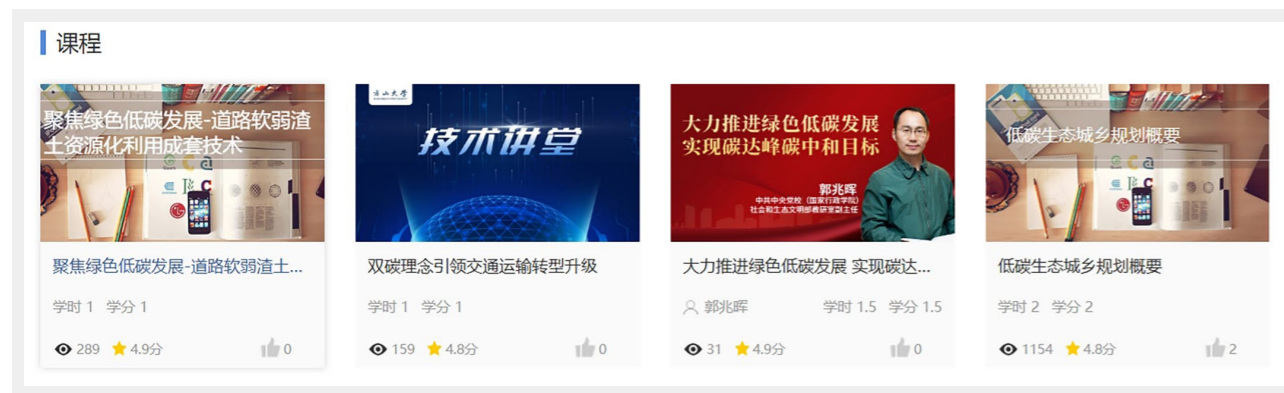 课程
聚焦绿色低碳发展-道路软弱渣
土资源化利用成套技术
聚焦绿色低碳发展-道路软弱渣土...
学时 1 学分 1
289 4.9分 0
技术讲堂
双碳理念引领交通运输转型升级
学时 1 学分 1
159 4.8分 0
大力推进绿色低碳发展
实现碳达峰碳中和目标
郭兆晖
中共中央党校（国家行政学院）
社会和生态文明部教研室副主任
大力推进绿色低碳发展 实现碳达...
郭兆晖 学时 1.5 学分 1.5
31 4.9分 0
低碳生态城乡规划概要
低碳生态城乡规划概要
学时 2 学分 2
1154 4.8分 2